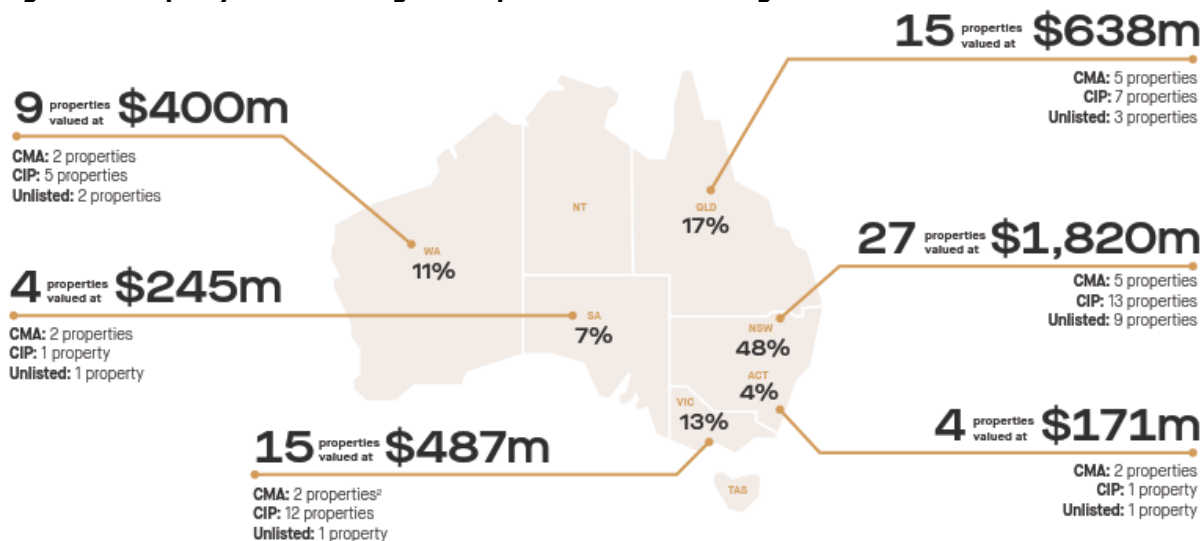 15 properties valued at $638m
CMA: 5 properties
CIP: 7 properties
Unlisted: 3 properties
9 properties valued at $400m
CMA: 2 properties
CIP: 5 properties
Unlisted: 2 properties
NT
QLD
17%
WA
11%
27 properties valued at $1,820m
CMA: 5 properties
CIP: 13 properties
Unlisted: 9 properties
4 properties valued at $245m
CMA: 2 properties
CIP: 1 property
Unlisted: 1 property
SA
7%
NSW
48%
ACT
4%
VIC
13%
15 properties valued at $487m
CMA: 2 properties²
CIP: 12 properties
Unlisted: 1 property
4 properties valued at $171m
CMA: 2 properties
CIP: 1 property
Unlisted: 1 property
TAS